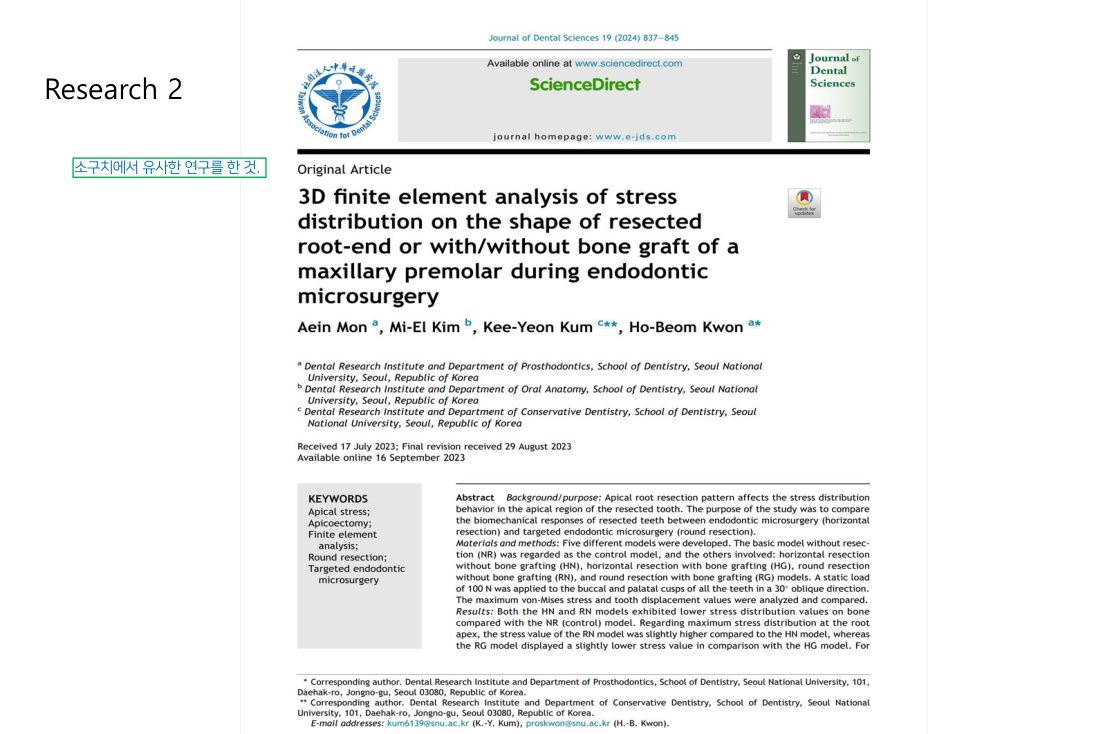 Research 2
소구치에서 유사한 연구를 한 것.
Journal of Dental Sciences 19 (2024) 837–845
Available online at www.sciencedirect.com
ScienceDirect
journal homepage: www.e-jds.com
Taiwan Association for Dental Sciences
Journal of
Dental
Sciences
Original Article
3D finite element analysis of stress
distribution on the shape of resected
root-end or with/without bone graft of a
maxillary premolar during endodontic
microsurgery
Check for
updates
Aein Mon a, Mi-El Kim b, Kee-Yeon Kum c**, Ho-Beom Kwon a*
a Dental Research Institute and Department of Prosthodontics, School of Dentistry, Seoul National
University, Seoul, Republic of Korea
b Dental Research Institute and Department of Oral Anatomy, School of Dentistry, Seoul National
University, Seoul, Republic of Korea
c Dental Research Institute and Department of Conservative Dentistry, School of Dentistry, Seoul
National University, Seoul, Republic of Korea
Received 17 July 2023; Final revision received 29 August 2023
Available online 16 September 2023
KEYWORDS
Apical stress;
Apicoectomy;
Finite element
analysis;
Round resection;
Targeted endodontic
microsurgery
Abstract Background/purpose: Apical root resection pattern affects the stress distribution
behavior in the apical region of the resected tooth. The purpose of the study was to compare
the biomechanical responses of resected teeth between endodontic microsurgery (horizontal
resection) and targeted endodontic microsurgery (round resection).
Materials and methods: Five different models were developed. The basic model without resec-
tion (NR) was regarded as the control model, and the others involved: horizontal resection
without bone grafting (HN), horizontal resection with bone grafting (HG), round resection
without bone grafting (RN), and round resection with bone grafting (RG) models. A static load
of 100 N was applied to the buccal and palatal cusps of all the teeth in a 30° oblique direction.
The maximum von-Mises stress and tooth displacement values were analyzed and compared.
Results: Both the HN and RN models exhibited lower stress distribution values on bone
compared with the NR (control) model. Regarding maximum stress distribution at the root
apex, the stress value of the RN model was slightly higher compared to the HN model, whereas
the RG model displayed a slightly lower stress value in comparison with the HG model. For
* Corresponding author. Dental Research Institute and Department of Prosthodontics, School of Dentistry, Seoul National University, 101,
Daehak-ro, Jongno-gu, Seoul 03080, Republic of Korea.
** Corresponding author. Dental Research Institute and Department of Conservative Dentistry, School of Dentistry, Seoul National
University, 101, Daehak-ro, Jongno-gu, Seoul 03080, Republic of Korea.
E-mail addresses: kum6139@snu.ac.kr (K.-Y. Kum), proskwon@snu.ac.kr (H.-B. Kwon).